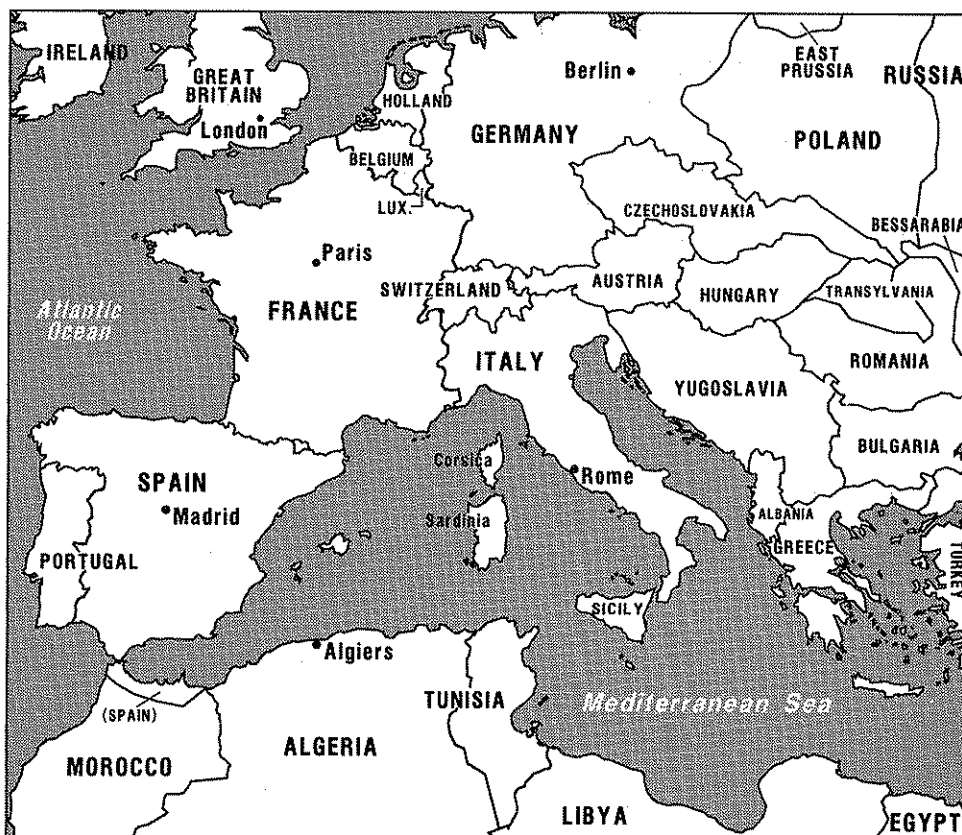 IRELAND
GREAT
BRITAIN
London
HOLLAND
Berlin
EAST
PRUSSIA
RUSSIA
GERMANY
POLAND
BELGIUM
LUX.
CZECHOSLOVAKIA
BESSARABIA
Paris
FRANCE
SWITZERLAND
AUSTRIA
HUNGARY
TRANSYLVANIA
Atlantic
Ocean
ITALY
ROMANIA
YUGOSLAVIA
BULGARIA
SPAIN
Madrid
PORTUGAL
Corsica
Sardinia
Rome
ALBANIA
GREECE
TURKEY
SICILY
Algiers
(SPAIN)
MOROCCO
ALGERIA
TUNISIA
Mediterranean Sea
LIBYA
EGYPT